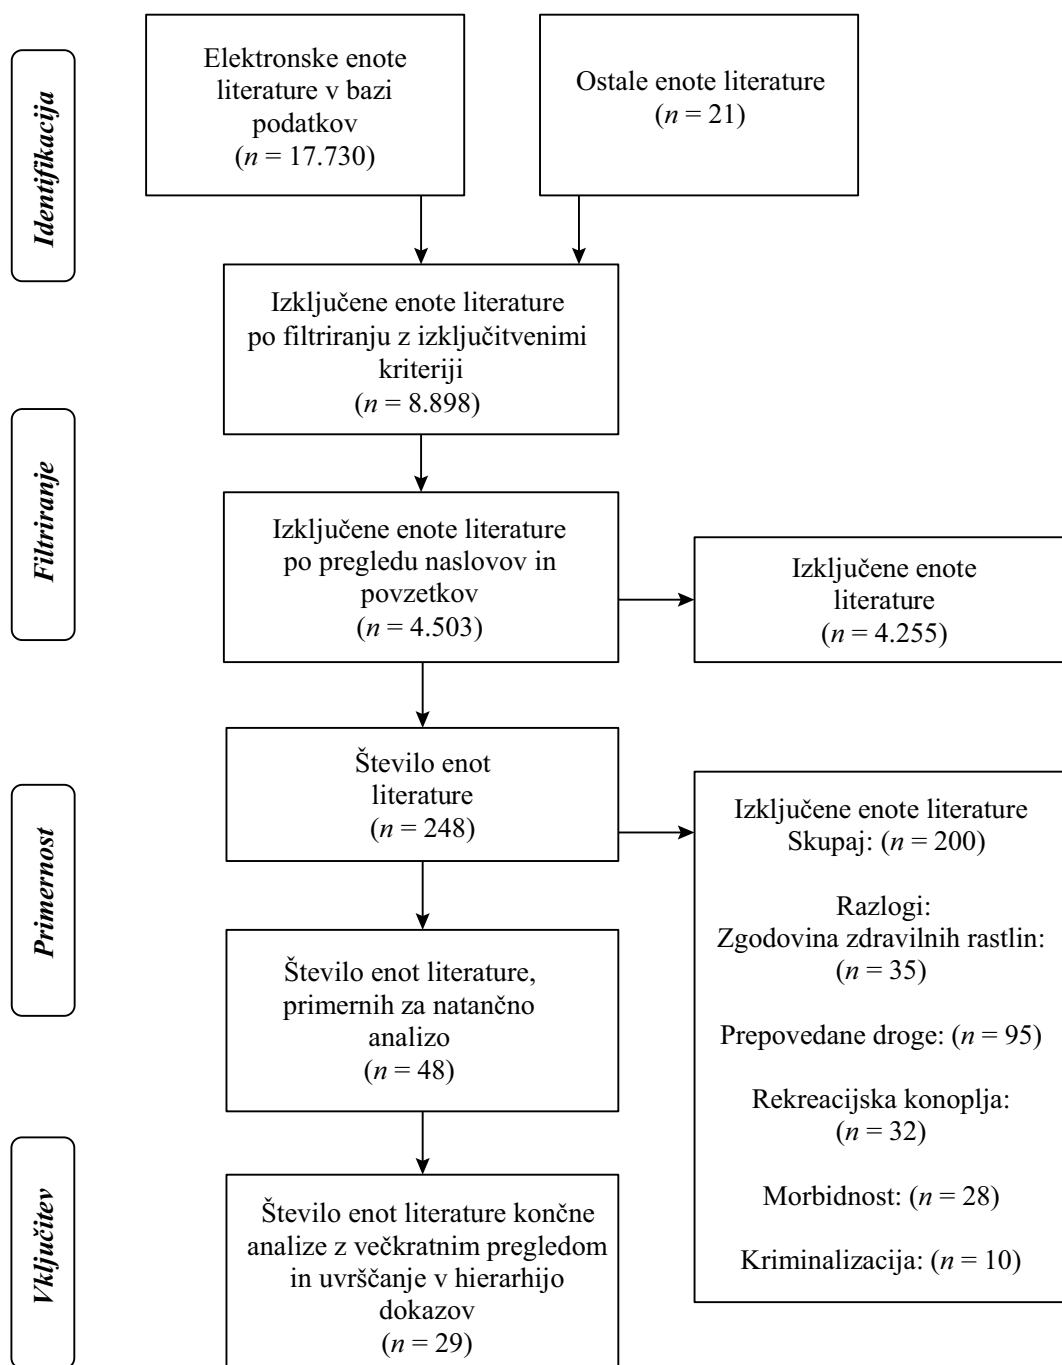 Identifikacija
Elektronske enote
literature v bazi
podatkov
(n = 17.730)
Ostale enote literature
(n = 21)
Izključene enote literature
po filtriranju z izključitvenimi
kriteriji
(n = 8.898)
Filtriranje
Izključene enote literature
po pregledu naslovov in
povzetkov
(n = 4.503)
Izključene enote
literature
(n = 4.255)
Primernost
Število enot
literature
(n = 248)
Izključene enote literature
Skupaj: (n = 200)
Razlogi:
Zgodovina zdravilnih rastlin:
(n = 35)
Prepovedane droge: (n = 95)
Rekreacijska konoplja:
(n = 32)
Morbidnost: (n = 28)
Kriminalizacija: (n = 10)
Število enot literature,
primernih za natančno
analizo
(n = 48)
Vključitev
Število enot literature končne
analize z večkratnim pregledom
in uvrščanje v hierarhijo
dokazov
(n = 29)